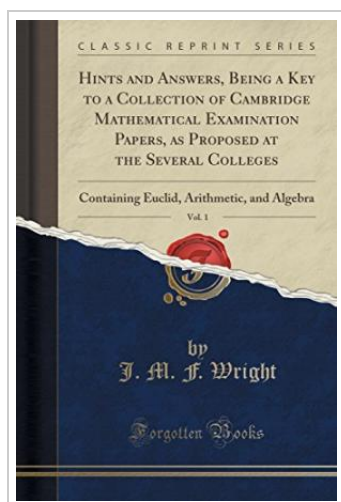 CLASSIC REPRINT SERIES
HINTS AND ANSWERS, BEING A KEY
TO A COLLECTION OF CAMBRIDGE
MATHEMATICAL EXAMINATION
PAPERS, AS PROPOSED AT
THE SEVERAL COLLEGES
Containing Euclid, Arithmetic, and Algebra
Vol. 1
F
by
J. M. F. Wright
Forgotten Books